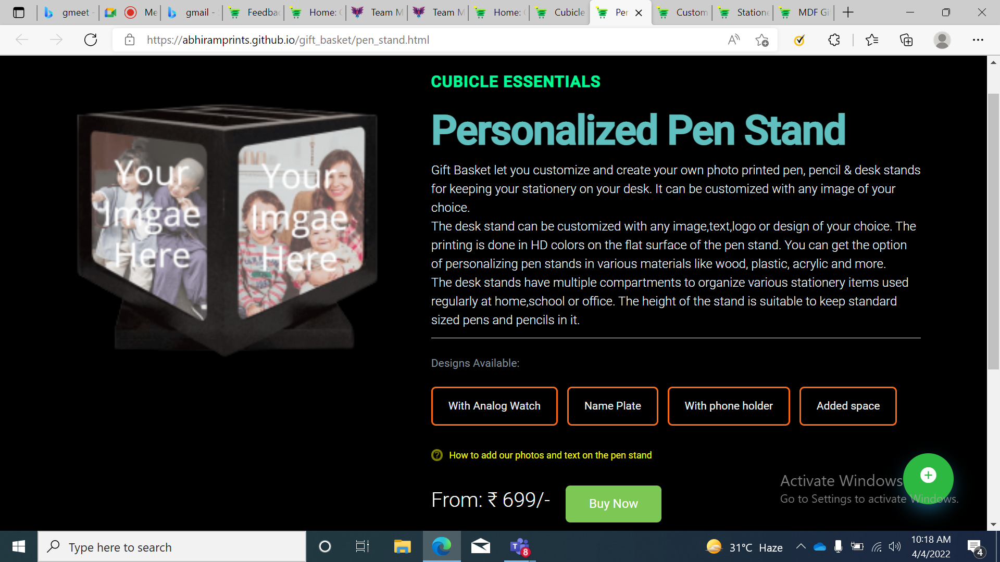 gmeet -
Me
gmail -
Feedba
Home:
Team M
Team M
Home:
Cubicle
Per
Custom
Statione
MDF Gi
https://abhiramprints.github.io/gift_basket/pen_stand.html
CUBICLE ESSENTIALS
Personalized Pen Stand
Your
Imgae
Here
Your
Imgae
Here
Gift Basket let you customize and create your own photo printed pen, pencil & desk stands
for keeping your stationery on your desk. It can be customized with any image of your
choice.
The desk stand can be customized with any image,text,logo or design of your choice. The
printing is done in HD colors on the flat surface of the pen stand. You can get the option
of personalizing pen stands in various materials like wood, plastic, acrylic and more.
The desk stands have multiple compartments to organize various stationery items used
regularly at home,school or office. The height of the stand is suitable to keep standard
sized pens and pencils in it.
Designs Available:
With Analog Watch
Name Plate
With phone holder
Added space
How to add our photos and text on the pen stand
From: ₹ 699/-
Buy Now
Activate Windows
Go to Settings to activate Windows.
Type here to search
8
31°C Haze
10:18 AM
4/4/2022
4